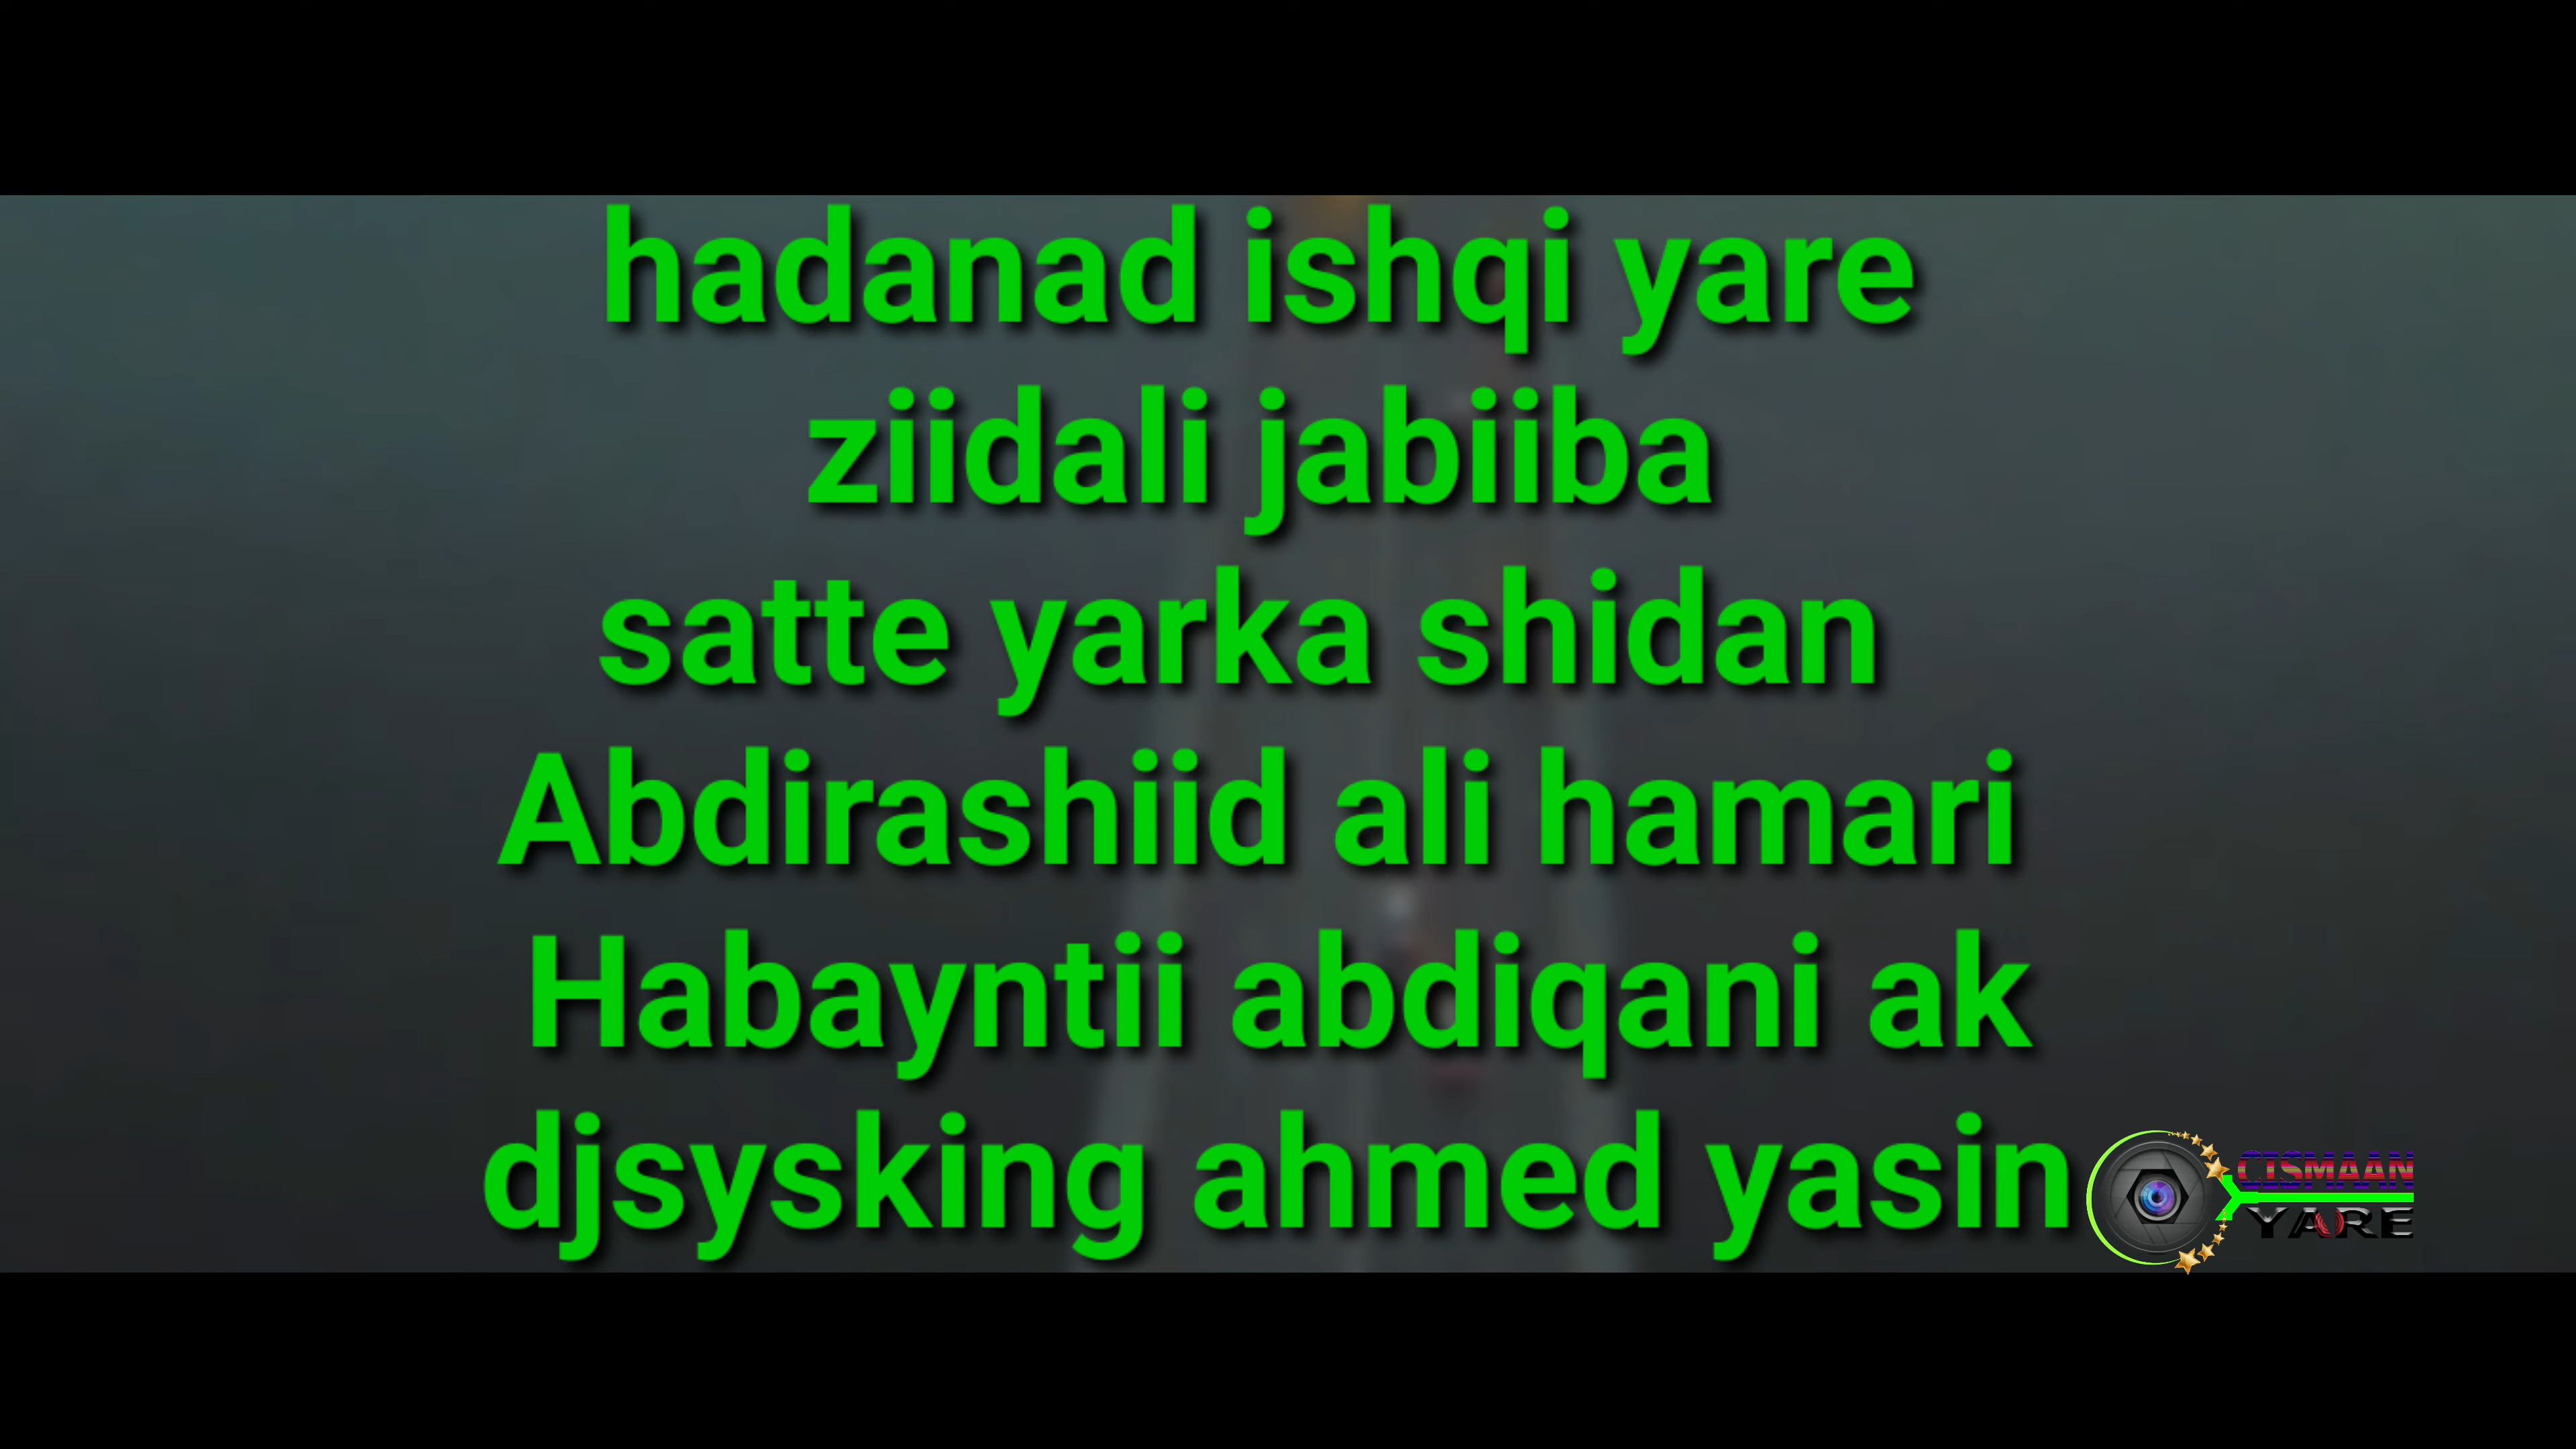 hadanad ishqi yare
ziidali jabiiba
satte yarka shidan
Abdirashiid ali hamari
Habayntii abdiqani ak
djsysking ahmed yasin
CISMAAN
YARE